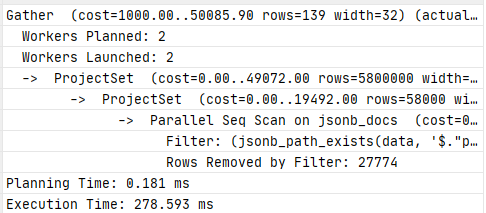 Gather  (cost=1000.00..50085.90 rows=139 width=32) (actual…
Workers Planned: 2
Workers Launched: 2
->  ProjectSet  (cost=0.00..49072.00 rows=5800000 width=…
->  ProjectSet  (cost=0.00..19492.00 rows=58000 wi…
->  Parallel Seq Scan on jsonb_docs  (cost=0…
Filter: (jsonb_path_exists(data, '$."p…
Rows Removed by Filter: 27774
Planning Time: 0.181 ms
Execution Time: 278.593 ms